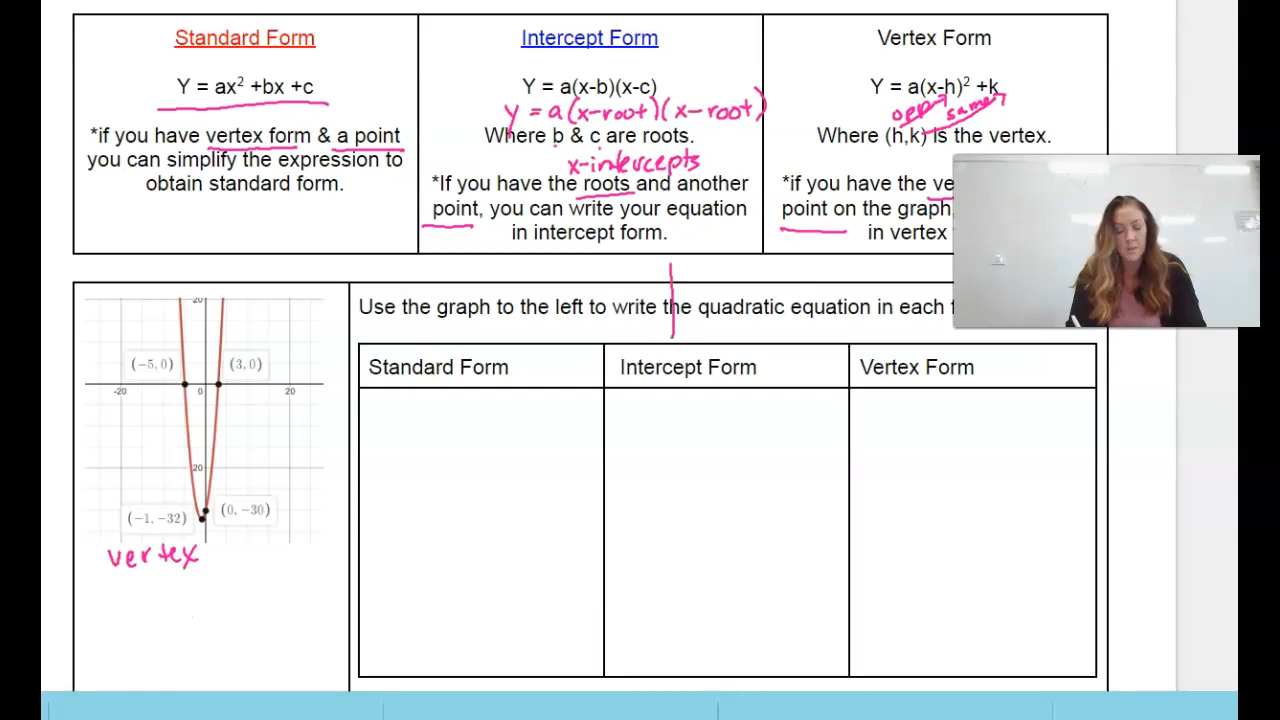 Standard Form
Y = ax² +bx +c
*if you have vertex form & a point
you can simplify the expression to
obtain standard form.
Intercept Form
Y = a(x-b)(x-c)
y = a(x-root)(x-root)
Where b & c are roots.
x-intercepts
*If you have the roots and another
point, you can write your equation
in intercept form.
Vertex Form
Y = a(x-h)² +k
opp same
Where (h,k) is the vertex.
*if you have the
point on the graph,
in vertex
20
(−5, 0)
(3, 0)
-20
0
20
20
(−1, −32)
(0, −30)
vertex
Use the graph to the left to write the quadratic equation in each
Standard Form
Intercept Form
Vertex Form